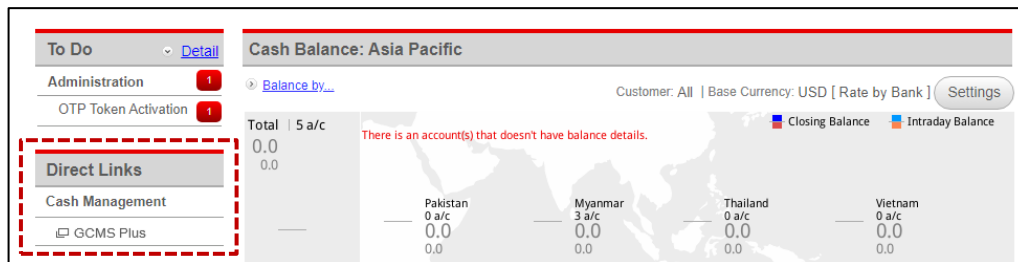 To Do Detail
Administration 1
OTP Token Activation 1
Direct Links
Cash Management
GCMS Plus
Cash Balance: Asia Pacific
Balance by...
Customer: All | Base Currency: USD [ Rate by Bank ] Settings
Total | 5 a/c
0.0
0.0
There is an account(s) that doesn't have balance details.
Closing Balance Intraday Balance
Pakistan
0 a/c
0.0
0.0
Myanmar
3 a/c
0.0
0.0
Thailand
0 a/c
0.0
0.0
Vietnam
0 a/c
0.0
0.0